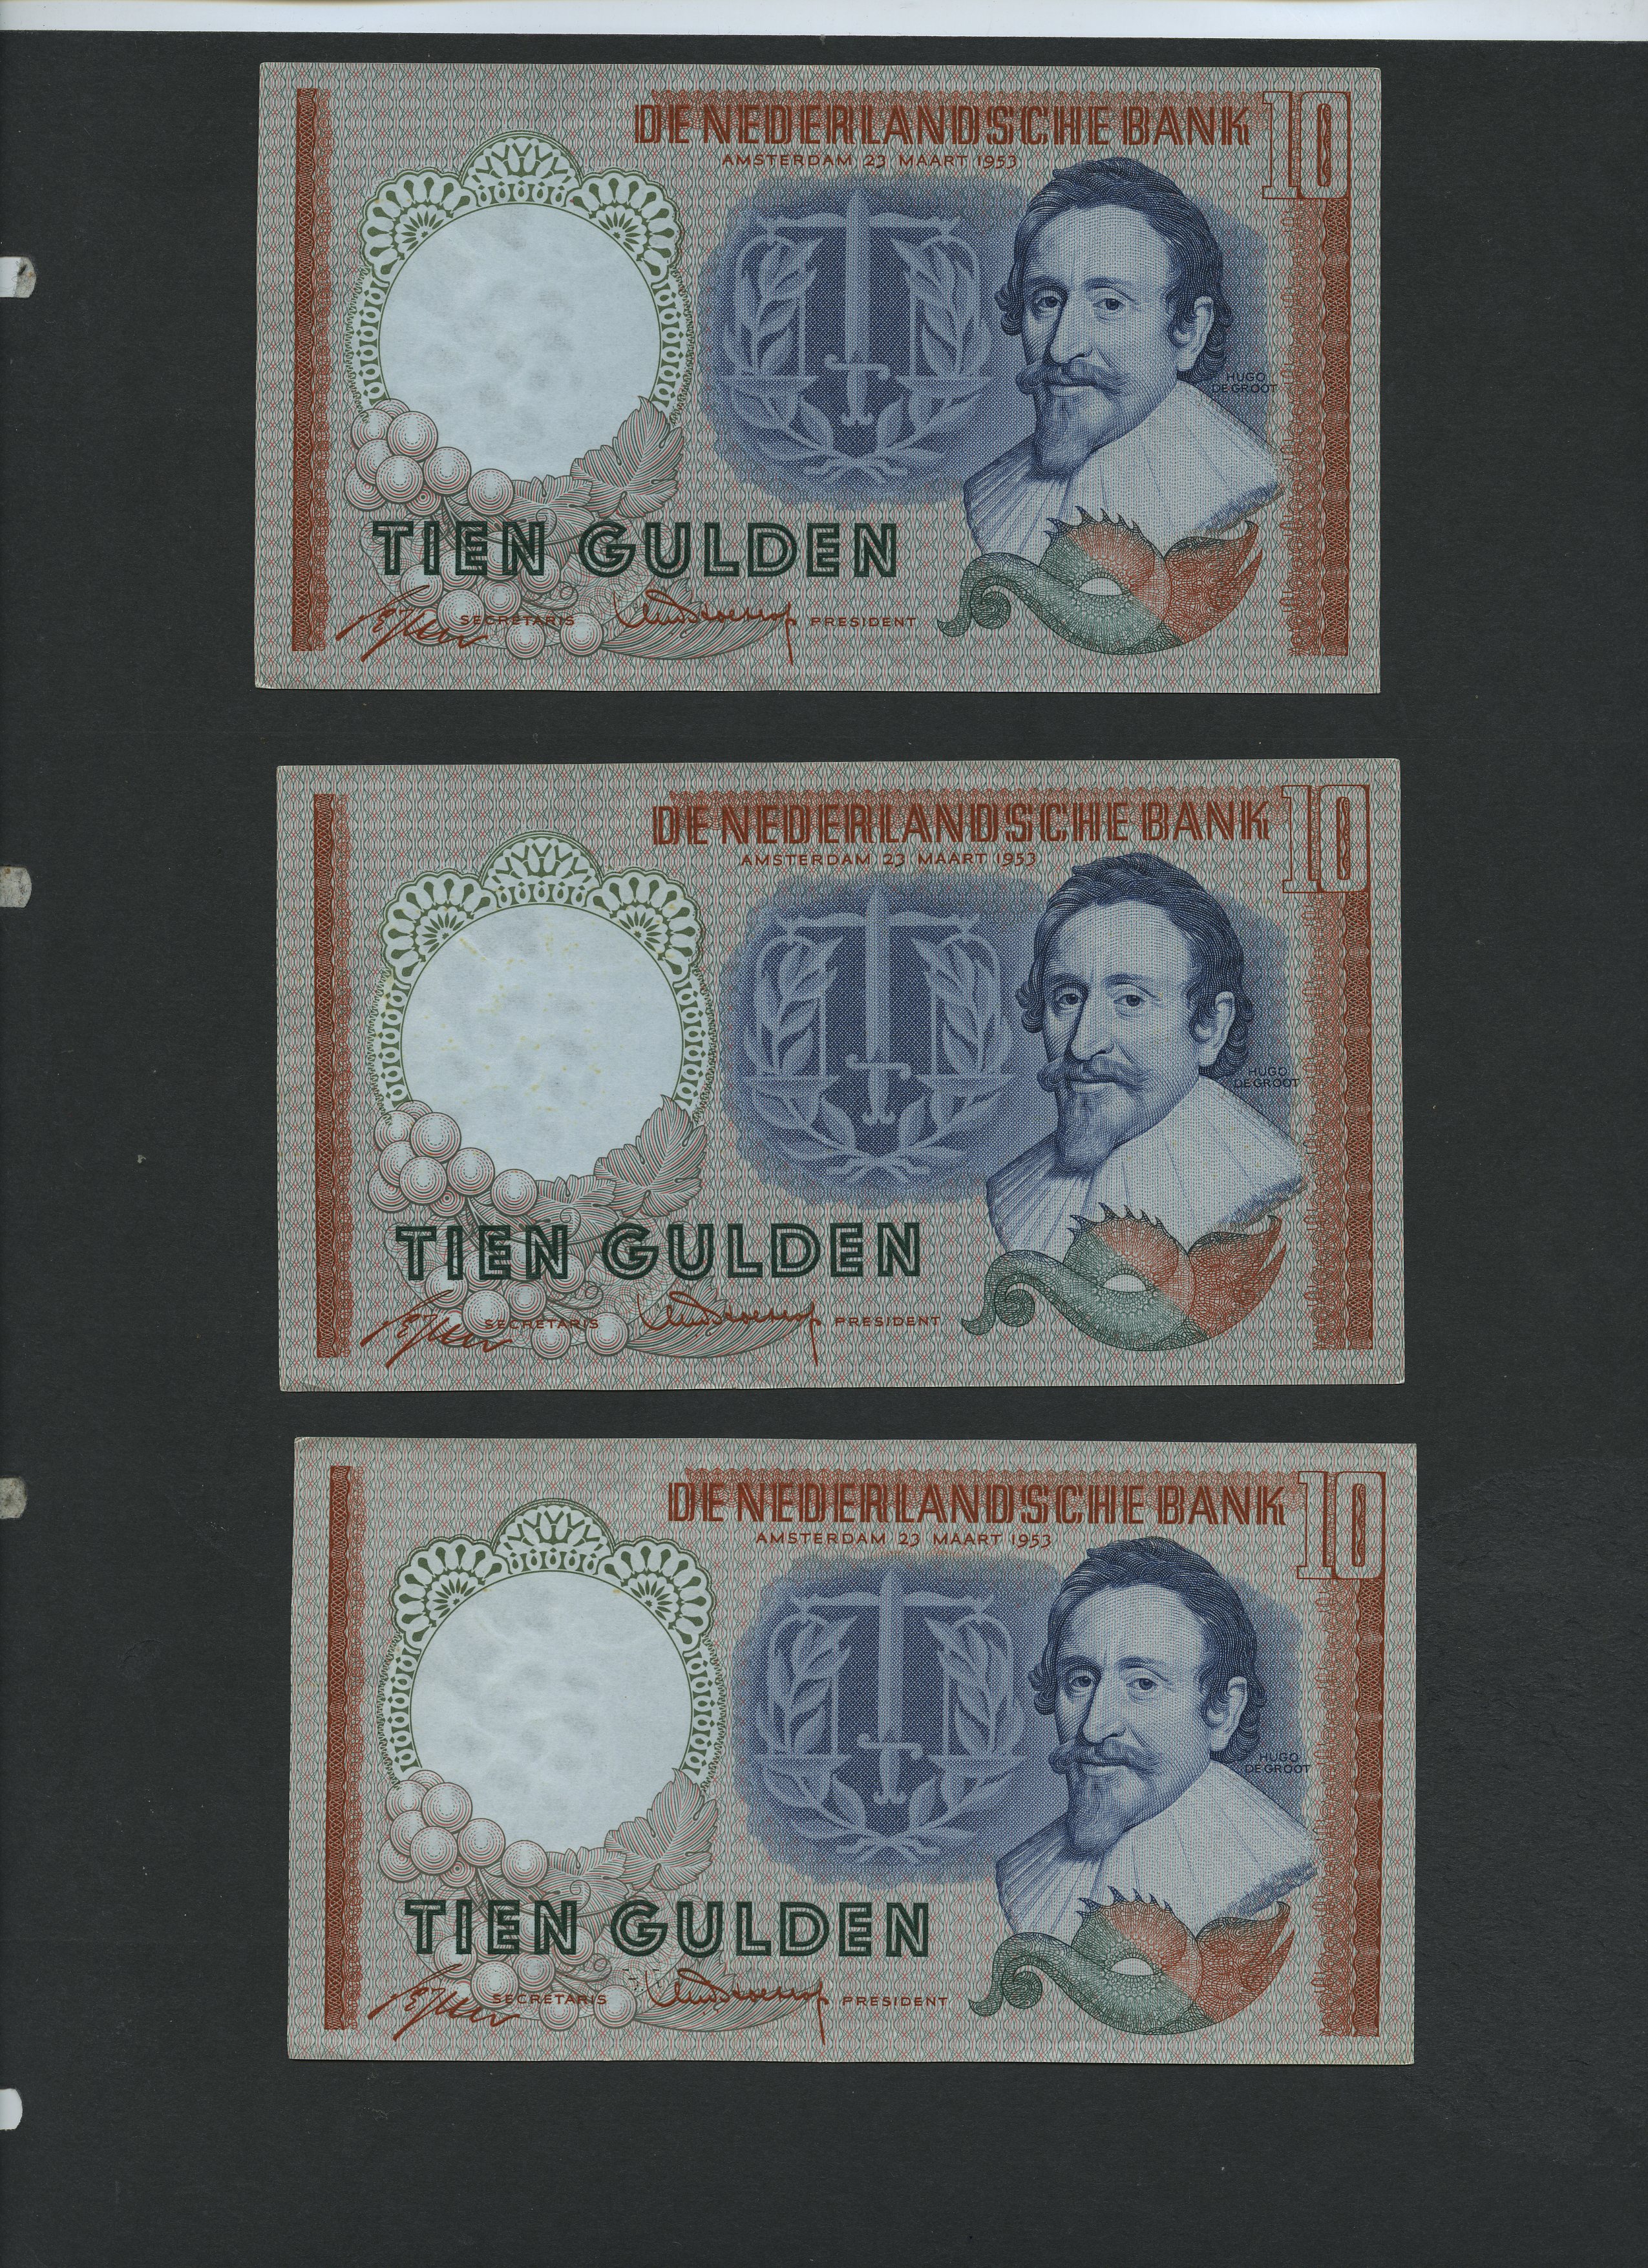 DE NEDERLANDSCHE BANK 10
AMSTERDAM 23 MAART 1953
HUGO
DE GROOT
TIEN GULDEN
SECRETARIS PRESIDENT
DE NEDERLANDSCHE BANK 10
AMSTERDAM 23 MAART 1953
HUGO
DE GROOT
TIEN GULDEN
SECRETARIS PRESIDENT
DE NEDERLANDSCHE BANK 10
AMSTERDAM 23 MAART 1953
HUGO
DE GROOT
TIEN GULDEN
SECRETARIS PRESIDENT